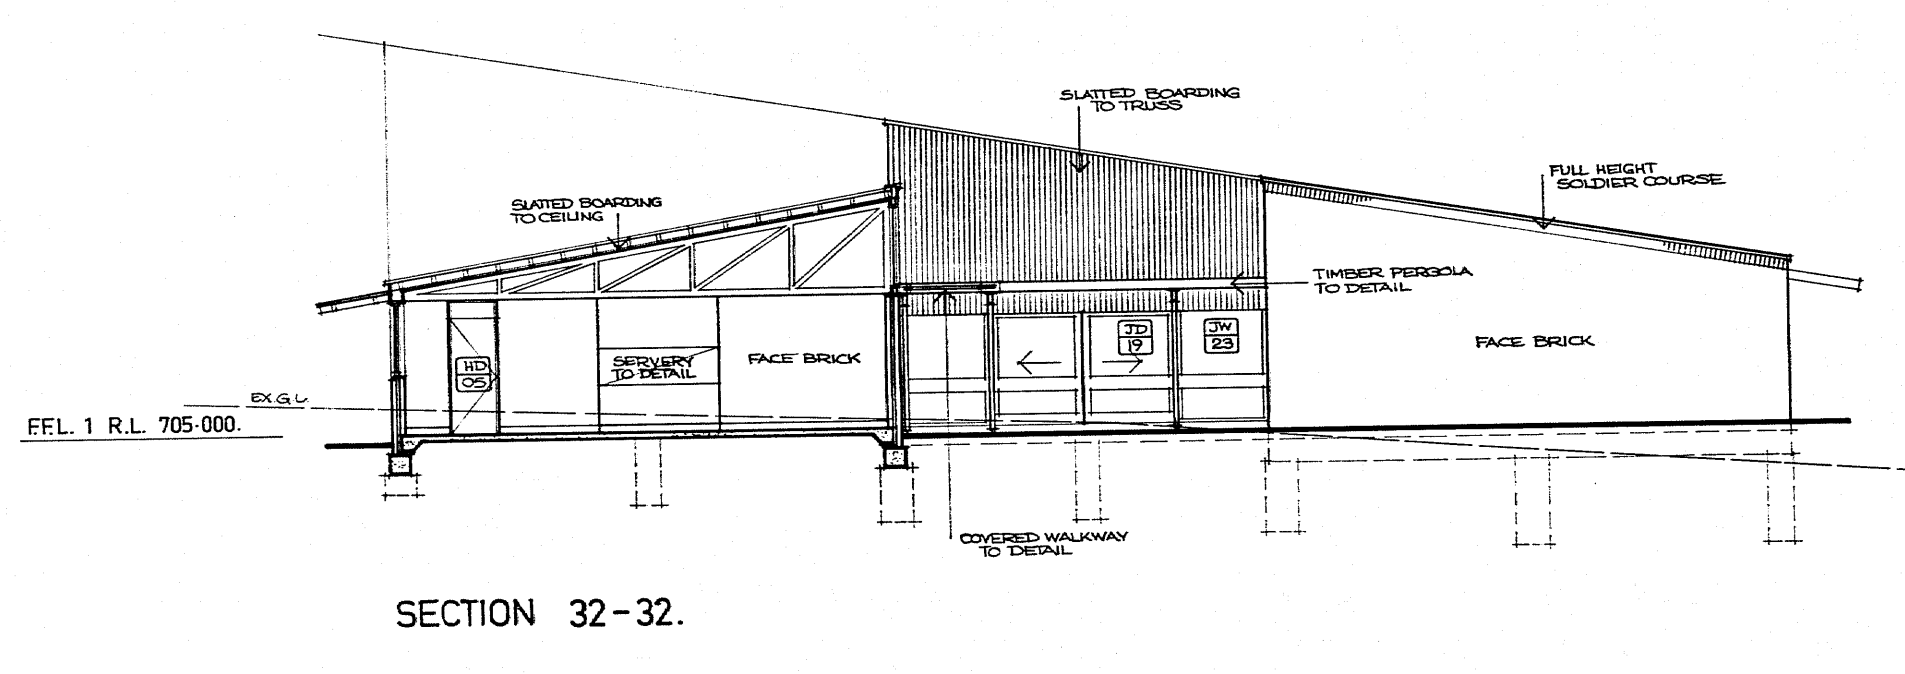 SLATTED BOARDING
TO TRUSS
FULL HEIGHT
SOLDIER COURSE
SLATTED BOARDING
TO CEILING
TIMBER PERGOLA
TO DETAIL
HD
05
SERVERY
TO DETAIL
FACE BRICK
JD
19
JW
23
FACE BRICK
EX.G.L.
F.F.L. 1 R.L. 705·000.
COVERED WALKWAY
TO DETAIL
SECTION 32-32.